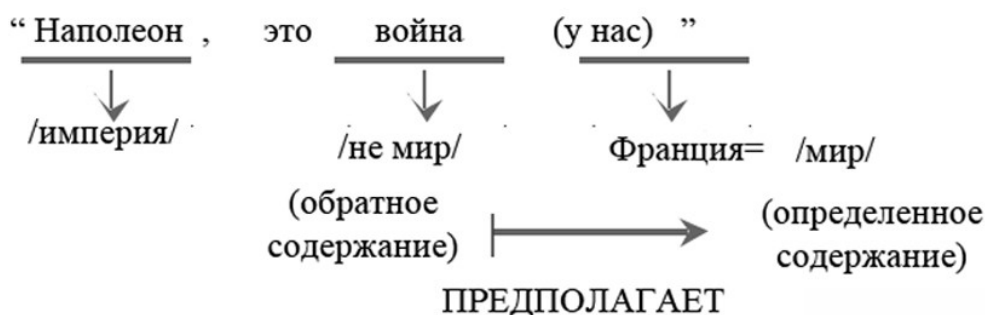 “ Наполеон , это война (у нас) ”
/империя/ /не мир/ Франция= /мир/
(обратное содержание) (определенное содержание)
ПРЕДПОЛАГАЕТ